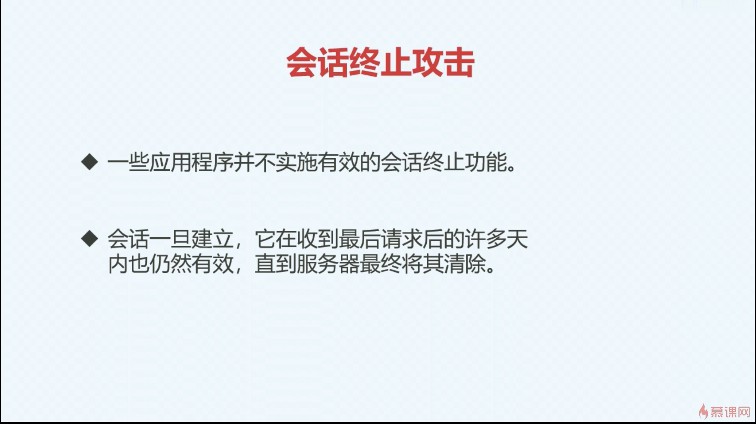 会话终止攻击
◆ 一些应用程序并不实施有效的会话终止功能。
◆ 会话一旦建立，它在收到最后请求后的许多天
内也仍然有效，直到服务器最终将其清除。
慕课网